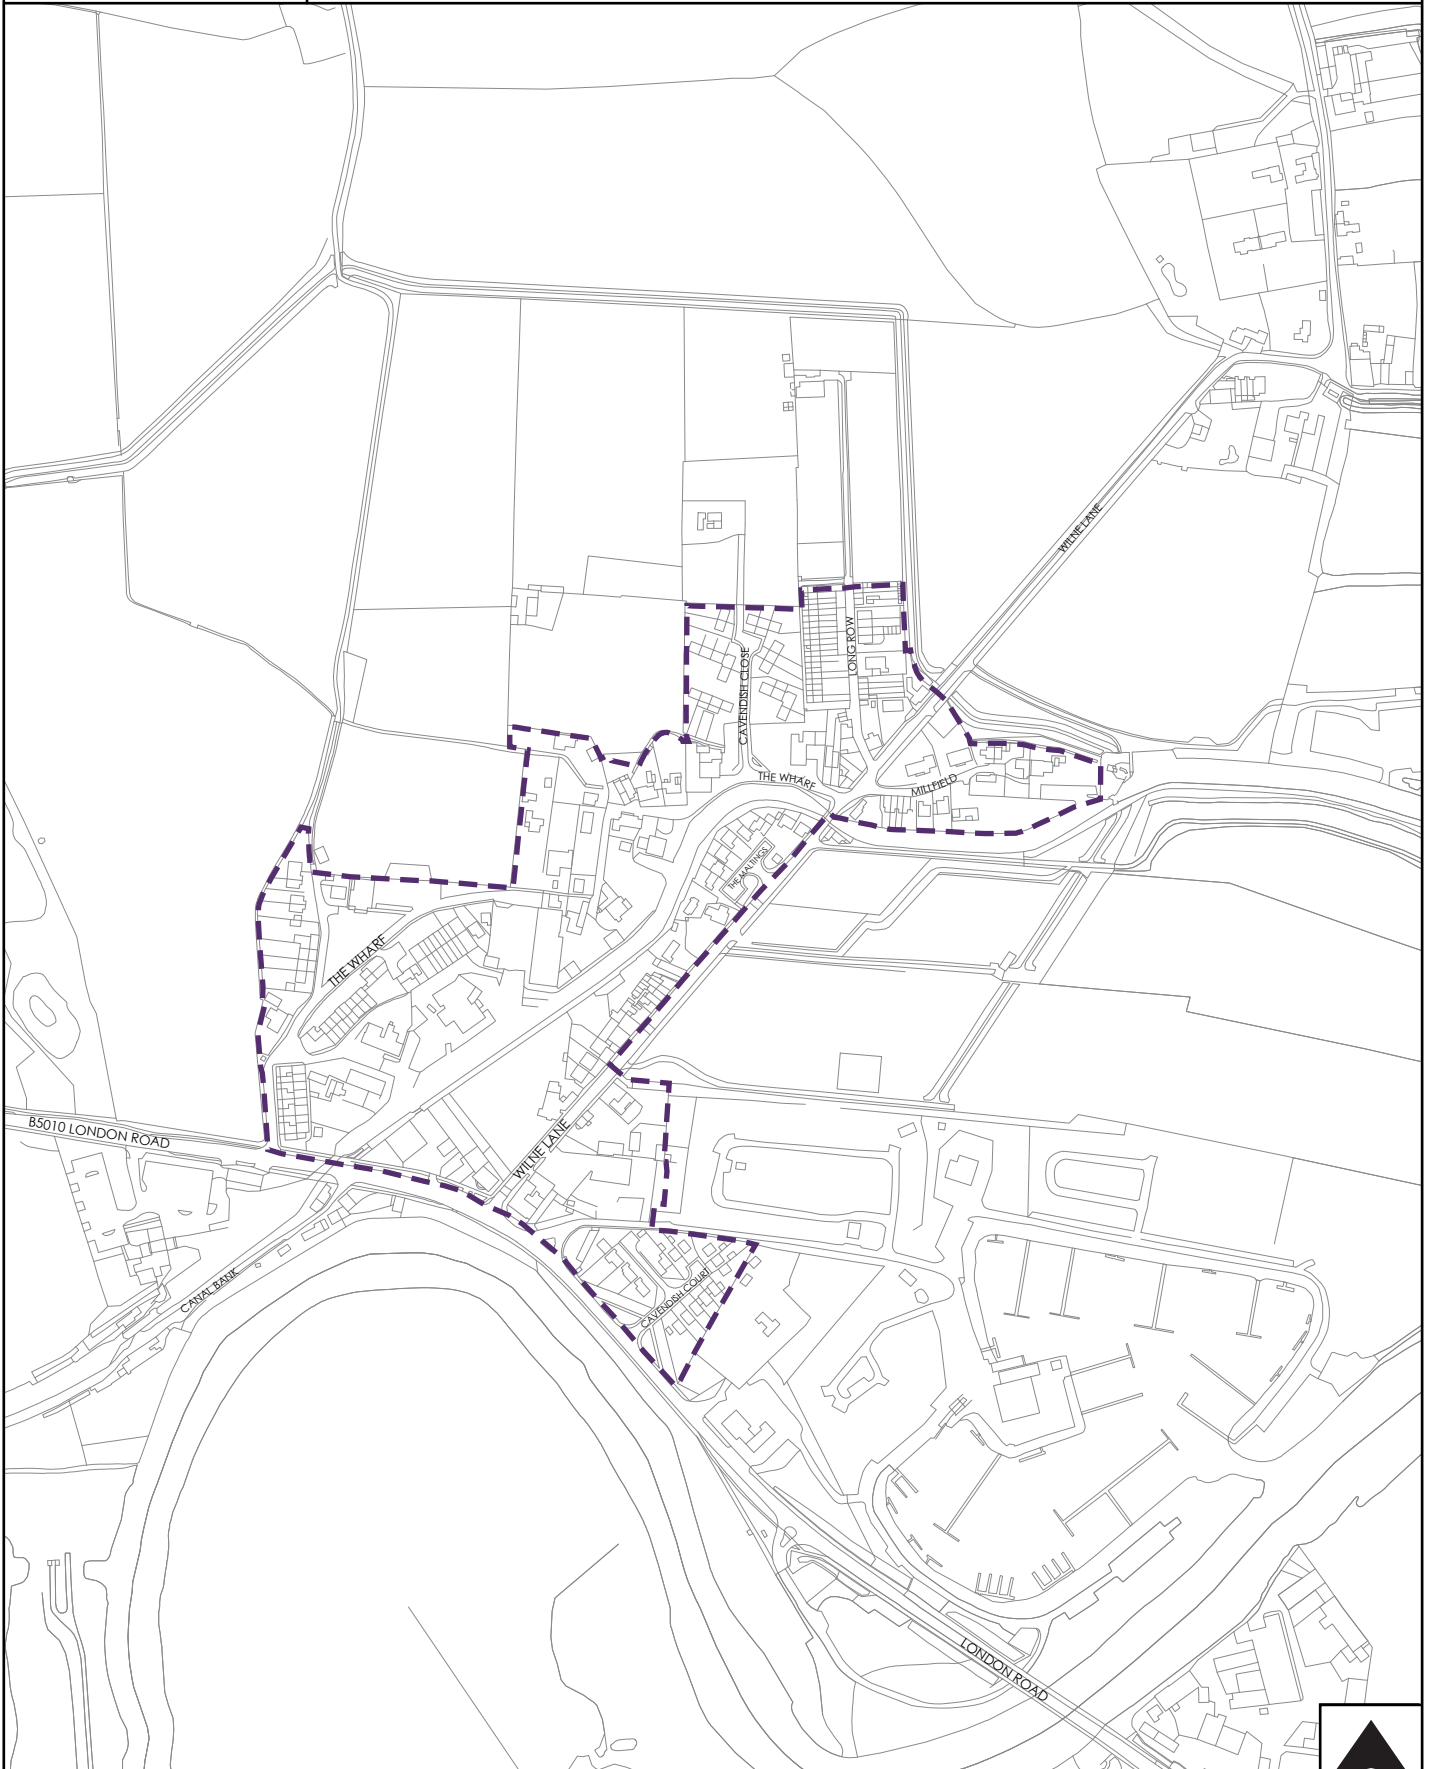 WILNE LANE
LONG ROW
CAVENDISH CLOSE
THE WHARF
MILLFIELD
THE MALTINGS
THE WHARF
B5010 LONDON ROAD
WILNE LANE
CANAL BANK
CAVENDISH COURT
LONDON ROAD